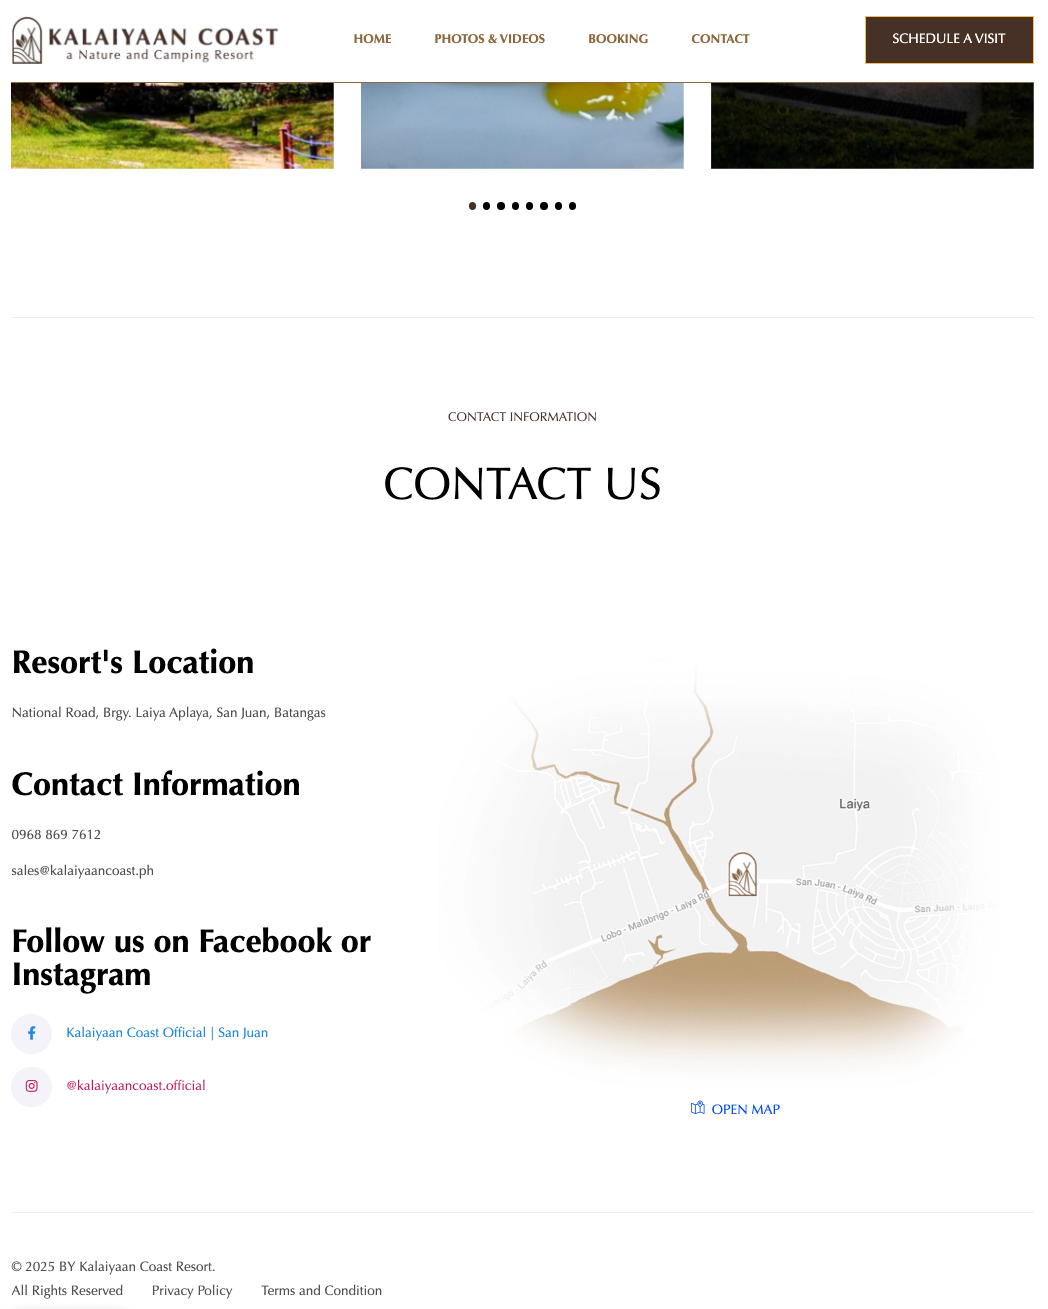 KALAIYAAN COAST
a Nature and Camping Resort
HOME
PHOTOS & VIDEOS
BOOKING
CONTACT
SCHEDULE A VISIT
CONTACT INFORMATION
CONTACT US
Resort's Location
National Road, Brgy. Laiya Aplaya, San Juan, Batangas
Contact Information
0968 869 7612
sales@kalaiyaancoast.ph
Follow us on Facebook or
Instagram
Kalaiyaan Coast Official | San Juan
@kalaiyaancoast.official
Laiya
San Juan - Laiya Rd
San Juan - Laiya R
Lobo - Malabrigo - Laiya Rd
brigo - Laiya Rd
OPEN MAP
© 2025 BY Kalaiyaan Coast Resort.
All Rights Reserved
Privacy Policy
Terms and Condition